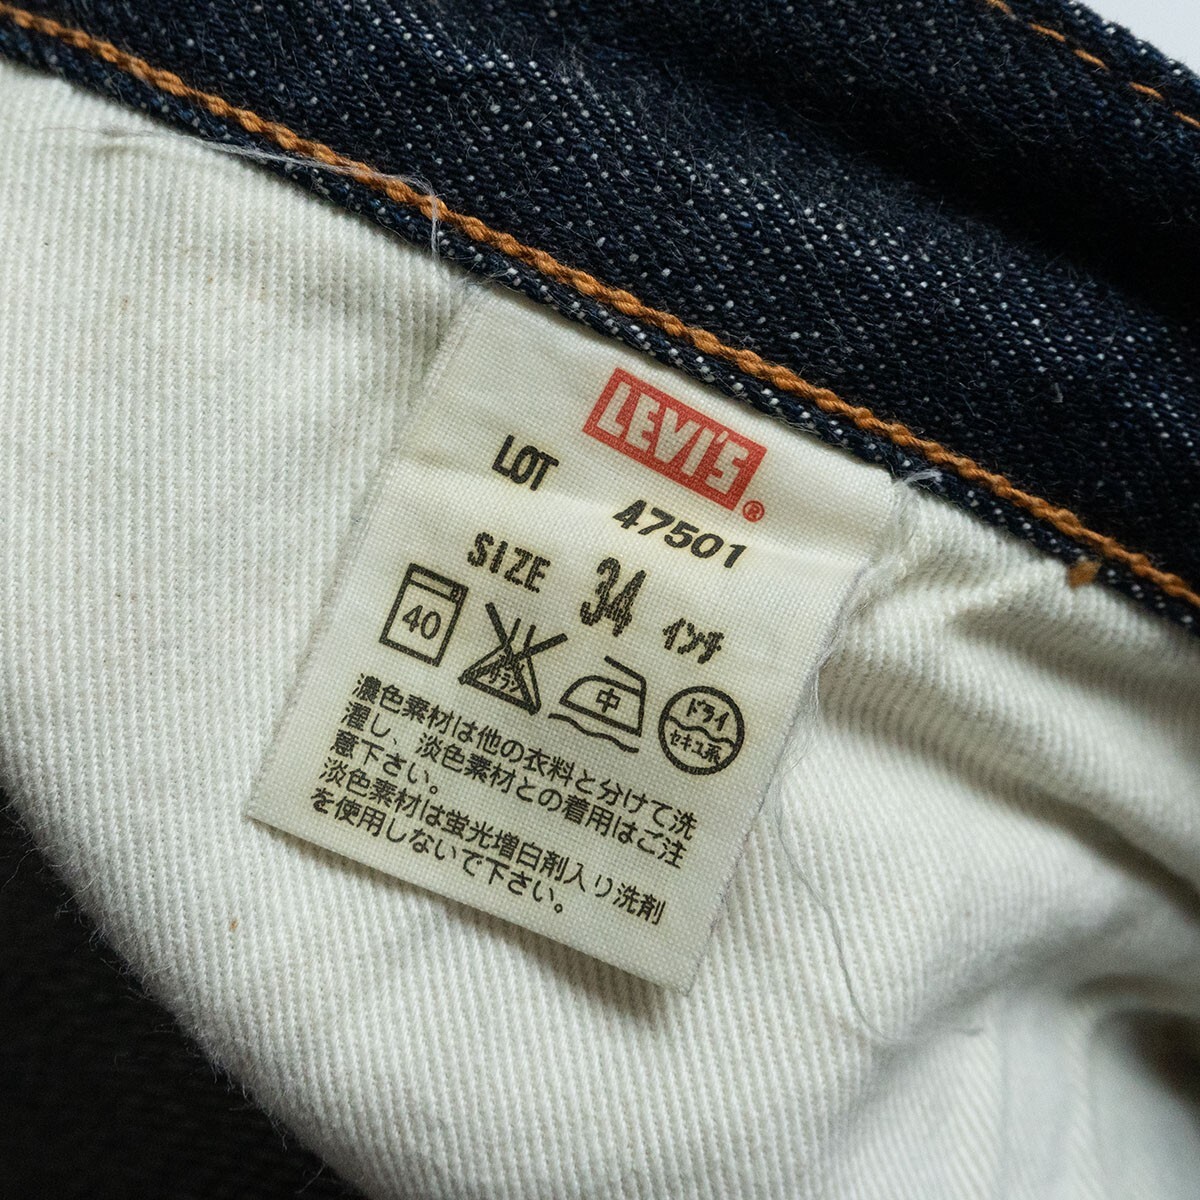 LEVI'S®
LOT 47501
SIZE 34 インチ
40 サラシ 中 ドライ
セキユ系
濃色素材は他の衣料と分けて洗
濯し、淡色素材との着用はご注
意下さい。
淡色素材は蛍光増白剤入り洗剤
を使用しないで下さい。